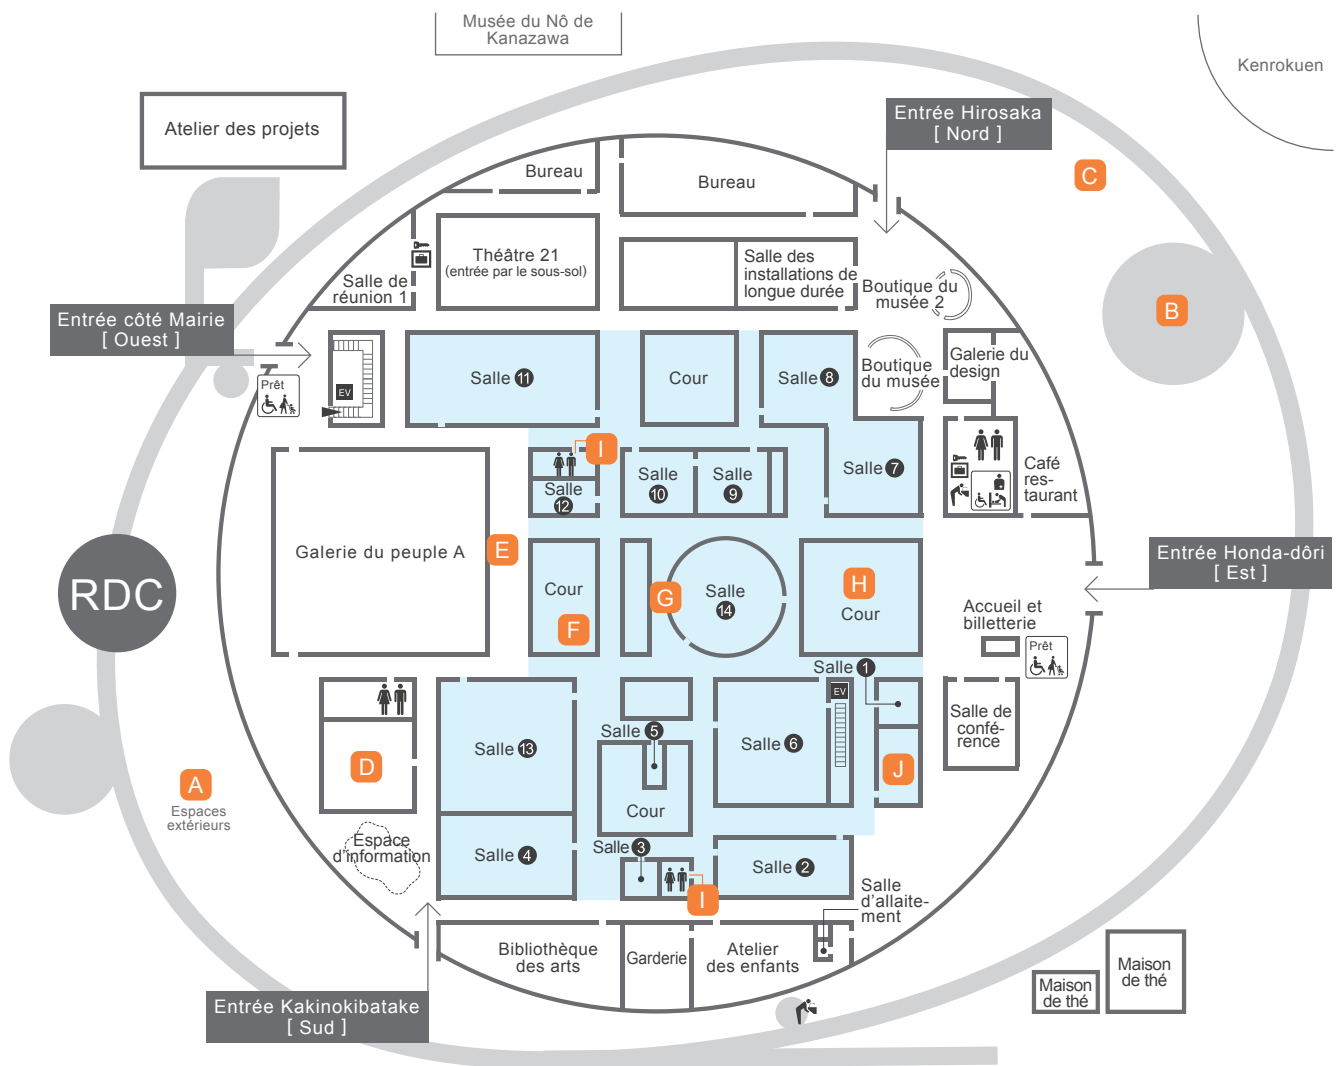 Musée du Nô de
Kanazawa
Kenrokuen
Entrée Hirosaka
[ Nord ]
Atelier des projets
C
Bureau
Bureau
Théâtre 21
(entrée par le sous-sol)
Salle des
installations de
longue durée
Salle de
réunion 1
Boutique du
musée 2
B
Entrée côté Mairie
[ Ouest ]
Prêt
EV
Salle 11
Cour
Salle 8
Boutique
du musée
Galerie du
design
I
Salle
12
Salle
10
Salle
9
Salle 7
Café
res-
taurant
Galerie du peuple A
E
Cour
F
G
Salle
14
H
Cour
Entrée Honda-dôri
[ Est ]
RDC
Accueil et
billetterie
Prêt
Salle 1
EV
Salle 13
Salle 5
Salle 6
Salle de
confé-
rence
D
J
A
Espaces
extérieurs
Cour
Espace
d'information
Salle 4
Salle 3
Salle 2
I
Salle
d'allaite-
ment
Bibliothèque
des arts
Garderie
Atelier
des enfants
Maison
de thé
Maison
de thé
Entrée Kakinokibatake
[ Sud ]